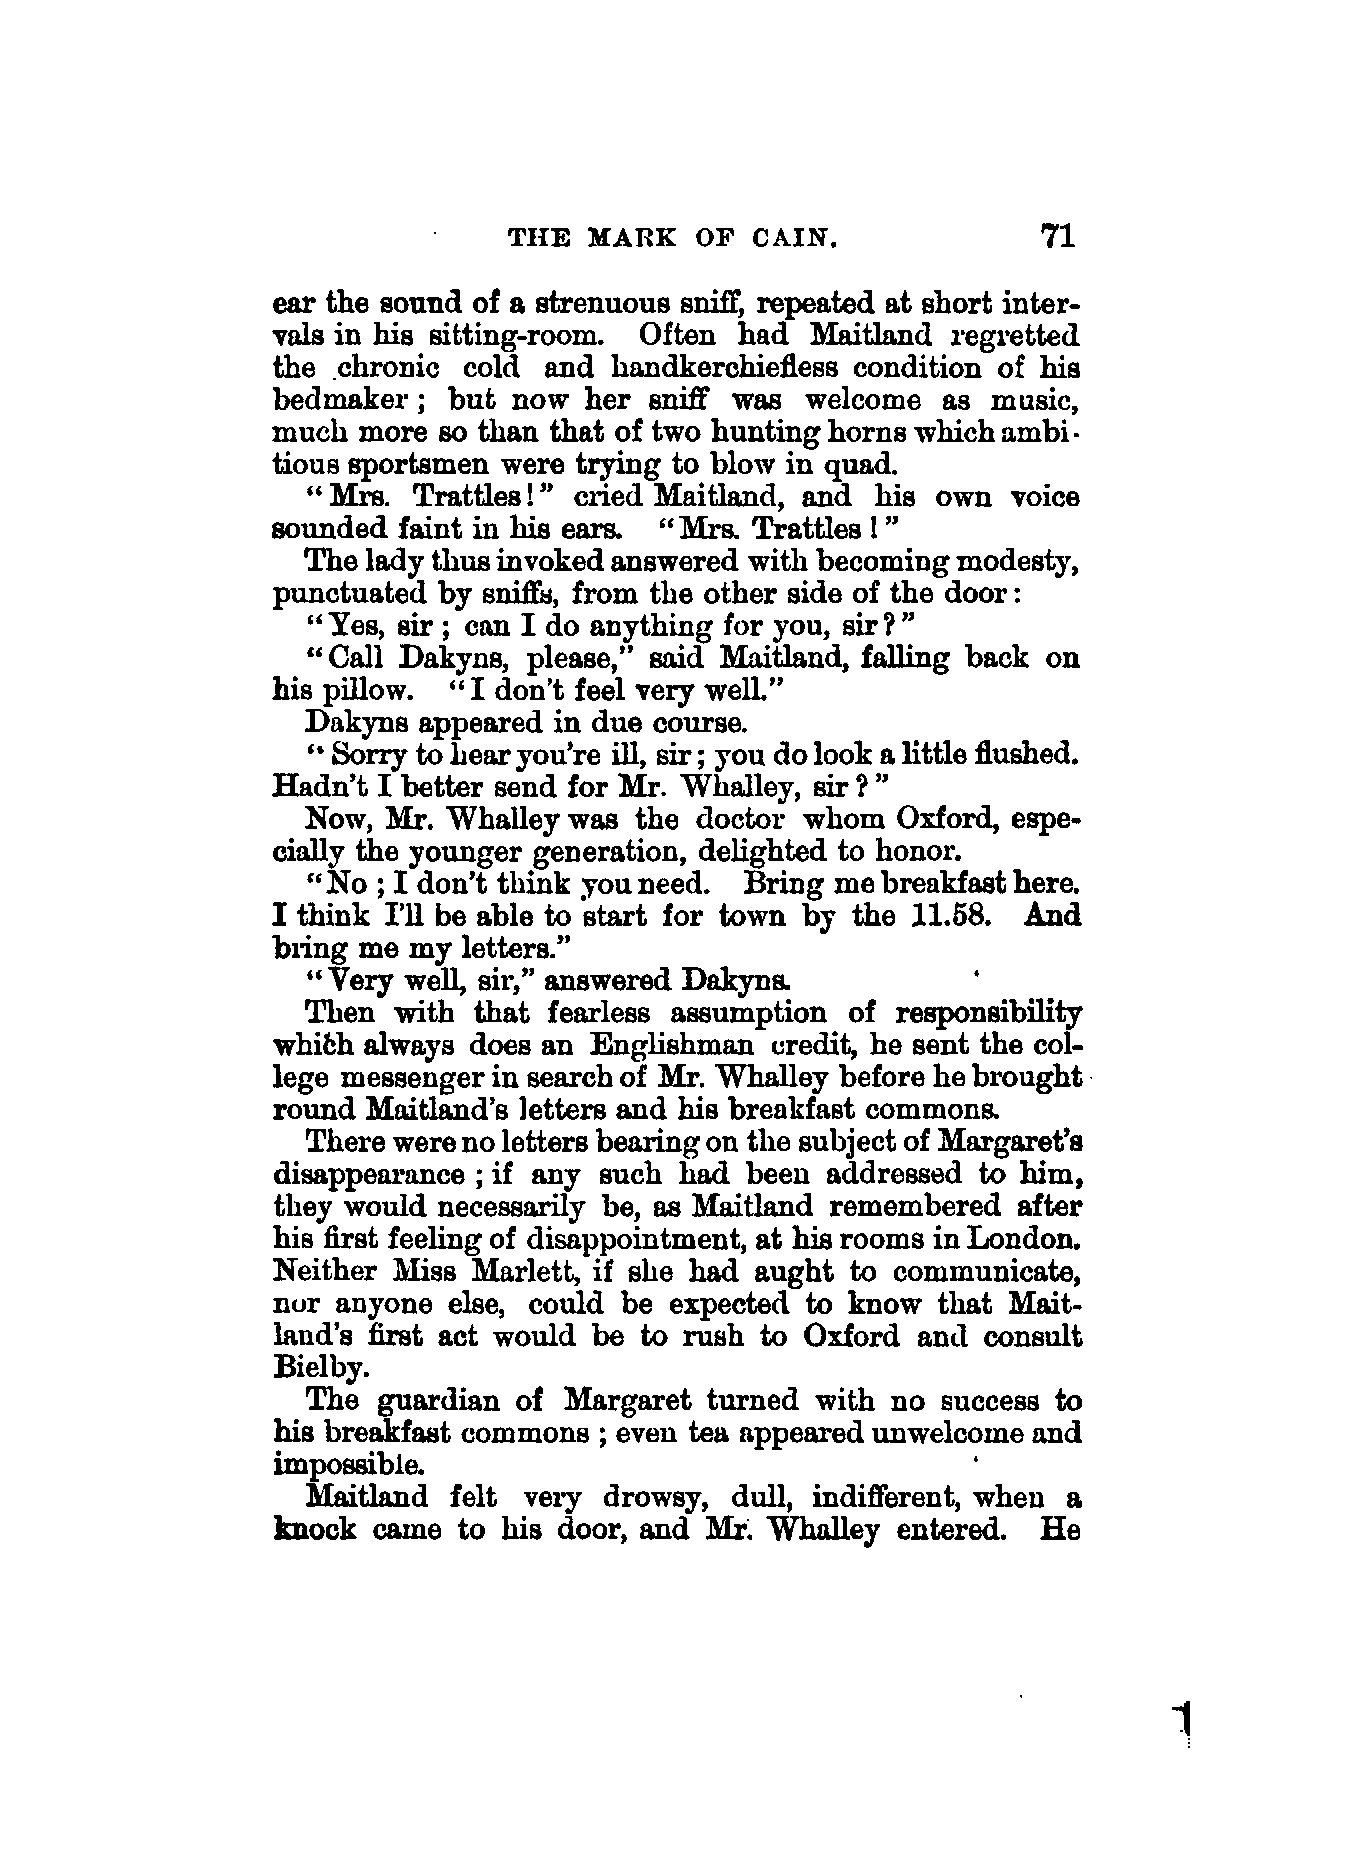 THE MARK OF CAIN. 71
ear the sound of a strenuous sniff, repeated at short inter-
vals in his sitting-room. Often had Maitland regretted
the chronic cold and handkerchiefless condition of his
bedmaker; but now her sniff was welcome as music,
much more so than that of two hunting horns which ambi-
tious sportsmen were trying to blow in quad.
"Mrs. Trattles!" cried Maitland, and his own voice
sounded faint in his ears. "Mrs. Trattles!"
The lady thus invoked answered with becoming modesty,
punctuated by sniffs, from the other side of the door:
"Yes, sir; can I do anything for you, sir?"
"Call Dakyns, please," said Maitland, falling back on
his pillow. "I don't feel very well."
Dakyns appeared in due course.
"Sorry to hear you're ill, sir; you do look a little flushed.
Hadn't I better send for Mr. Whalley, sir?"
Now, Mr. Whalley was the doctor whom Oxford, espe-
cially the younger generation, delighted to honor.
"No; I don't think you need. Bring me breakfast here.
I think I'll be able to start for town by the 11.58. And
bring me my letters."
"Very well, sir," answered Dakyns.
Then with that fearless assumption of responsibility
which always does an Englishman credit, he sent the col-
lege messenger in search of Mr. Whalley before he brought
round Maitland's letters and his breakfast commons.
There were no letters bearing on the subject of Margaret's
disappearance; if any such had been addressed to him,
they would necessarily be, as Maitland remembered after
his first feeling of disappointment, at his rooms in London.
Neither Miss Marlett, if she had aught to communicate,
nor anyone else, could be expected to know that Mait-
land's first act would be to rush to Oxford and consult
Bielby.
The guardian of Margaret turned with no success to
his breakfast commons; even tea appeared unwelcome and
impossible.
Maitland felt very drowsy, dull, indifferent, when a
knock came to his door, and Mr. Whalley entered. He